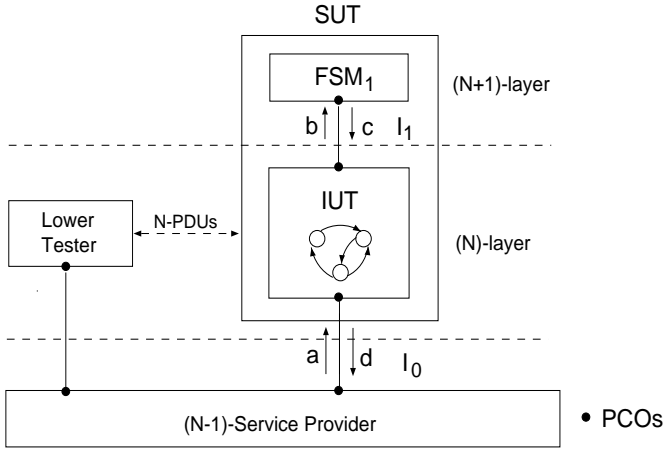 SUT
FSM1
(N+1)-layer
b
c
I1
IUT
Lower
Tester
N-PDUs
(N)-layer
a
d
I0
(N-1)-Service Provider
PCOs